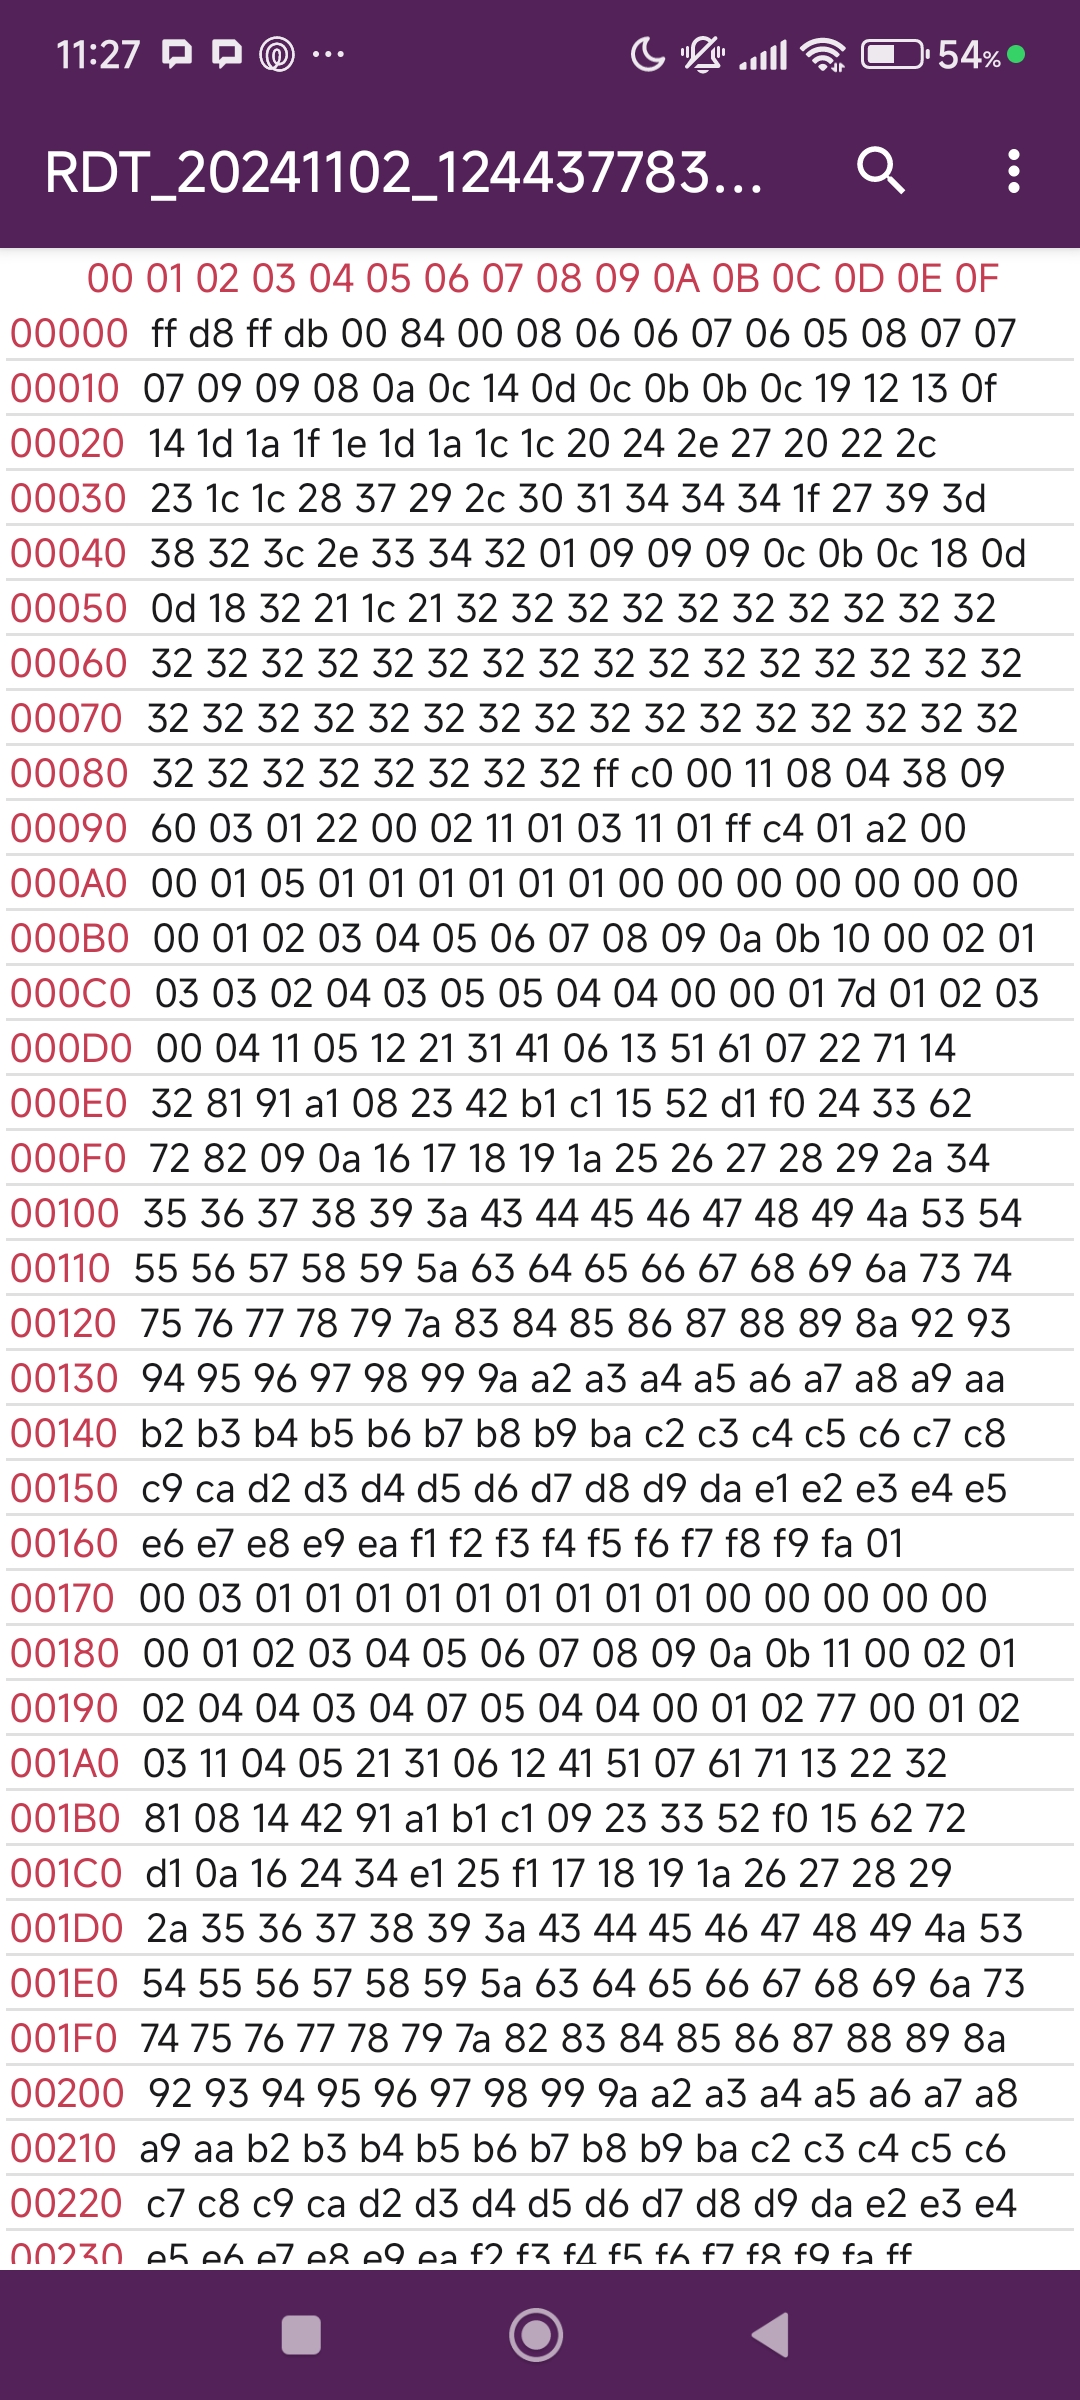 11:27 54%
RDT_20241102_124437783...
00 01 02 03 04 05 06 07 08 09 0A 0B 0C 0D 0E 0F
00000 ff d8 ff db 00 84 00 08 06 06 07 06 05 08 07 07
00010 07 09 09 08 0a 0c 14 0d 0c 0b 0b 0c 19 12 13 0f
00020 14 1d 1a 1f 1e 1d 1a 1c 1c 20 24 2e 27 20 22 2c
00030 23 1c 1c 28 37 29 2c 30 31 34 34 34 1f 27 39 3d
00040 38 32 3c 2e 33 34 32 01 09 09 09 0c 0b 0c 18 0d
00050 0d 18 32 21 1c 21 32 32 32 32 32 32 32 32 32 32
00060 32 32 32 32 32 32 32 32 32 32 32 32 32 32 32 32
00070 32 32 32 32 32 32 32 32 32 32 32 32 32 32 32 32
00080 32 32 32 32 32 32 32 32 ff c0 00 11 08 04 38 09
00090 60 03 01 22 00 02 11 01 03 11 01 ff c4 01 a2 00
000A0 00 01 05 01 01 01 01 01 01 00 00 00 00 00 00 00
000B0 00 01 02 03 04 05 06 07 08 09 0a 0b 10 00 02 01
000C0 03 03 02 04 03 05 05 04 04 00 00 01 7d 01 02 03
000D0 00 04 11 05 12 21 31 41 06 13 51 61 07 22 71 14
000E0 32 81 91 a1 08 23 42 b1 c1 15 52 d1 f0 24 33 62
000F0 72 82 09 0a 16 17 18 19 1a 25 26 27 28 29 2a 34
00100 35 36 37 38 39 3a 43 44 45 46 47 48 49 4a 53 54
00110 55 56 57 58 59 5a 63 64 65 66 67 68 69 6a 73 74
00120 75 76 77 78 79 7a 83 84 85 86 87 88 89 8a 92 93
00130 94 95 96 97 98 99 9a a2 a3 a4 a5 a6 a7 a8 a9 aa
00140 b2 b3 b4 b5 b6 b7 b8 b9 ba c2 c3 c4 c5 c6 c7 c8
00150 c9 ca d2 d3 d4 d5 d6 d7 d8 d9 da e1 e2 e3 e4 e5
00160 e6 e7 e8 e9 ea f1 f2 f3 f4 f5 f6 f7 f8 f9 fa 01
00170 00 03 01 01 01 01 01 01 01 01 01 00 00 00 00 00
00180 00 01 02 03 04 05 06 07 08 09 0a 0b 11 00 02 01
00190 02 04 04 03 04 07 05 04 04 00 01 02 77 00 01 02
001A0 03 11 04 05 21 31 06 12 41 51 07 61 71 13 22 32
001B0 81 08 14 42 91 a1 b1 c1 09 23 33 52 f0 15 62 72
001C0 d1 0a 16 24 34 e1 25 f1 17 18 19 1a 26 27 28 29
001D0 2a 35 36 37 38 39 3a 43 44 45 46 47 48 49 4a 53
001E0 54 55 56 57 58 59 5a 63 64 65 66 67 68 69 6a 73
001F0 74 75 76 77 78 79 7a 82 83 84 85 86 87 88 89 8a
00200 92 93 94 95 96 97 98 99 9a a2 a3 a4 a5 a6 a7 a8
00210 a9 aa b2 b3 b4 b5 b6 b7 b8 b9 ba c2 c3 c4 c5 c6
00220 c7 c8 c9 ca d2 d3 d4 d5 d6 d7 d8 d9 da e2 e3 e4
00230 e5 e6 e7 e8 e9 ea f2 f3 f4 f5 f6 f7 f8 f9 fa ff